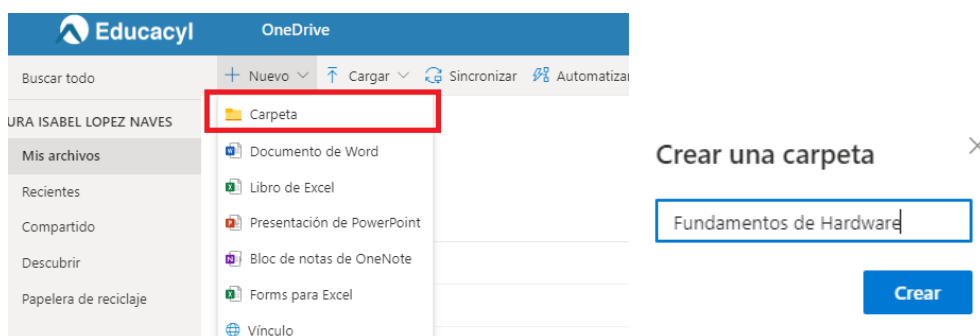 Educacyl
OneDrive
Buscar todo
Nuevo
Cargar
Sincronizar
Automatizar
URA ISABEL LOPEZ NAVES
Mis archivos
Recientes
Compartido
Descubrir
Papelera de reciclaje
Carpeta
Documento de Word
Libro de Excel
Presentación de PowerPoint
Bloc de notas de OneNote
Forms para Excel
Vínculo
Crear una carpeta
Fundamentos de Hardware
Crear